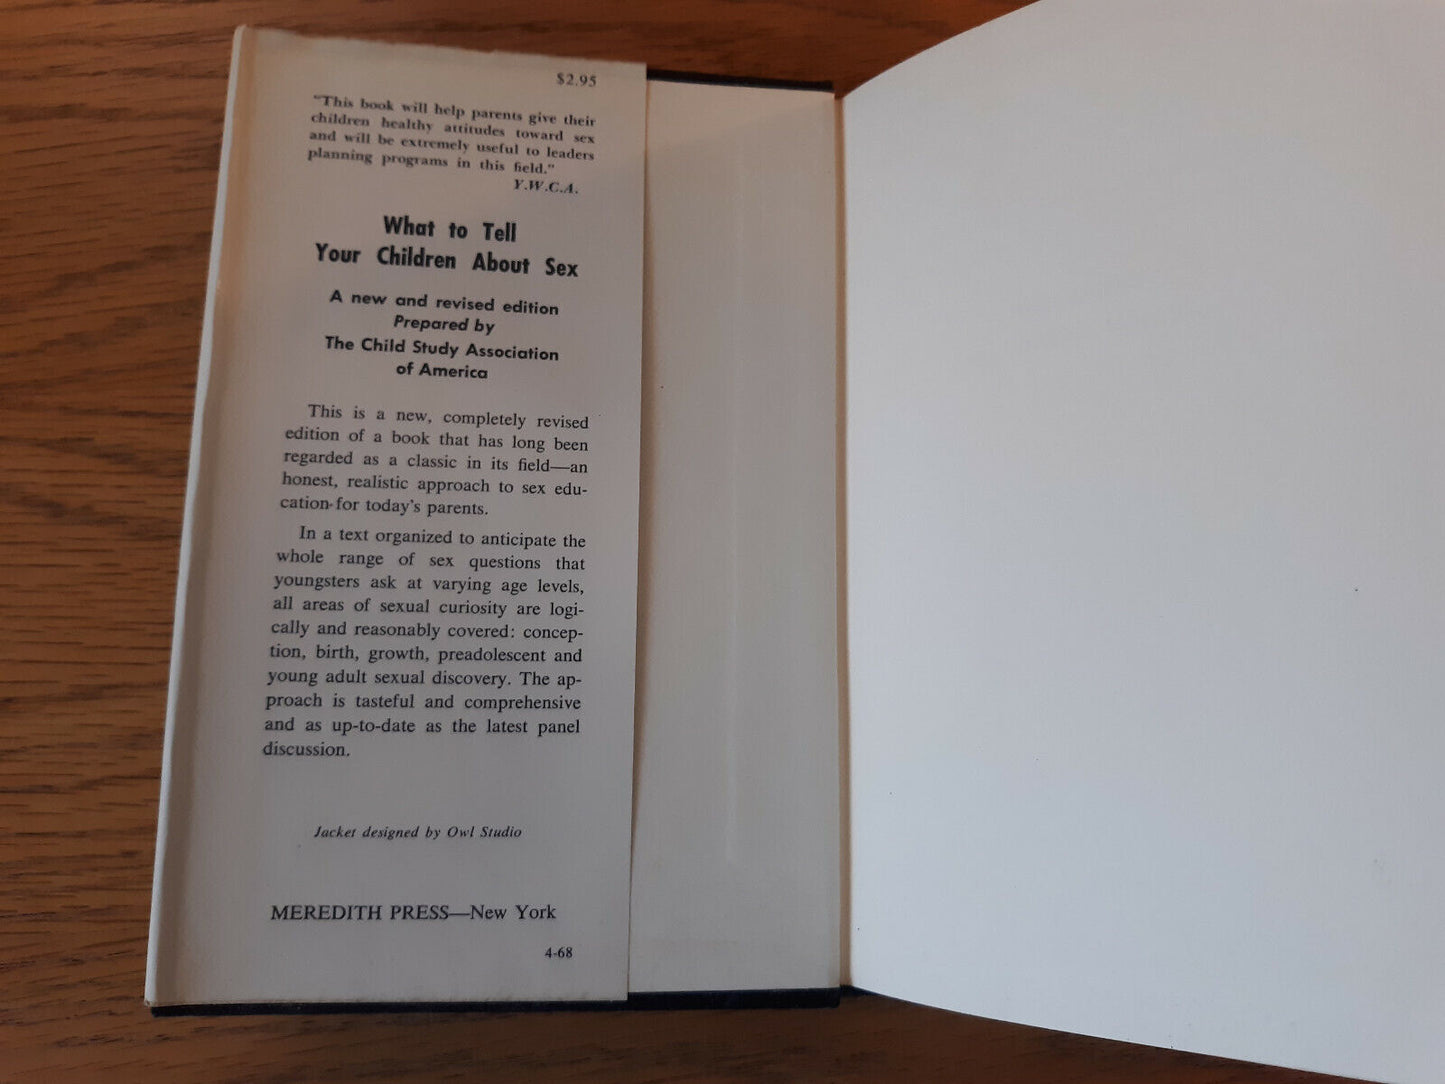 $2.95
"This book will help parents give their
children healthy attitudes toward sex
and will be extremely useful to leaders
planning programs in this field."
Y.W.C.A.
What to Tell
Your Children About Sex
A new and revised edition
Prepared by
The Child Study Association
of America
This is a new, completely revised
edition of a book that has long been
regarded as a classic in its field—an
honest, realistic approach to sex edu-
cation for today's parents.
In a text organized to anticipate the
whole range of sex questions that
youngsters ask at varying age levels,
all areas of sexual curiosity are logi-
cally and reasonably covered: concep-
tion, birth, growth, preadolescent and
young adult sexual discovery. The ap-
proach is tasteful and comprehensive
and as up-to-date as the latest panel
discussion.
Jacket designed by Owl Studio
MEREDITH PRESS—New York
4-68